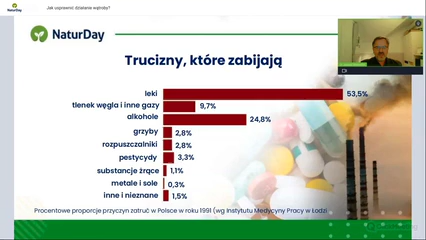 NaturDay
Jak usprawnić działanie wątroby?
NaturDay
Trucizny, które zabijają
leki 53,5%
tlenek węgla i inne gazy 9,7%
alkohole 24,8%
grzyby 2,8%
rozpuszczalniki 2,8%
pestycydy 3,3%
substancje żrące 1,1%
metale i sole 0,3%
inne i nieznane 1,5%
Procentowe proporcje przyczyn zatruć w Polsce w roku 1991 (wg Instytutu Medycyny Pracy w Łodzi